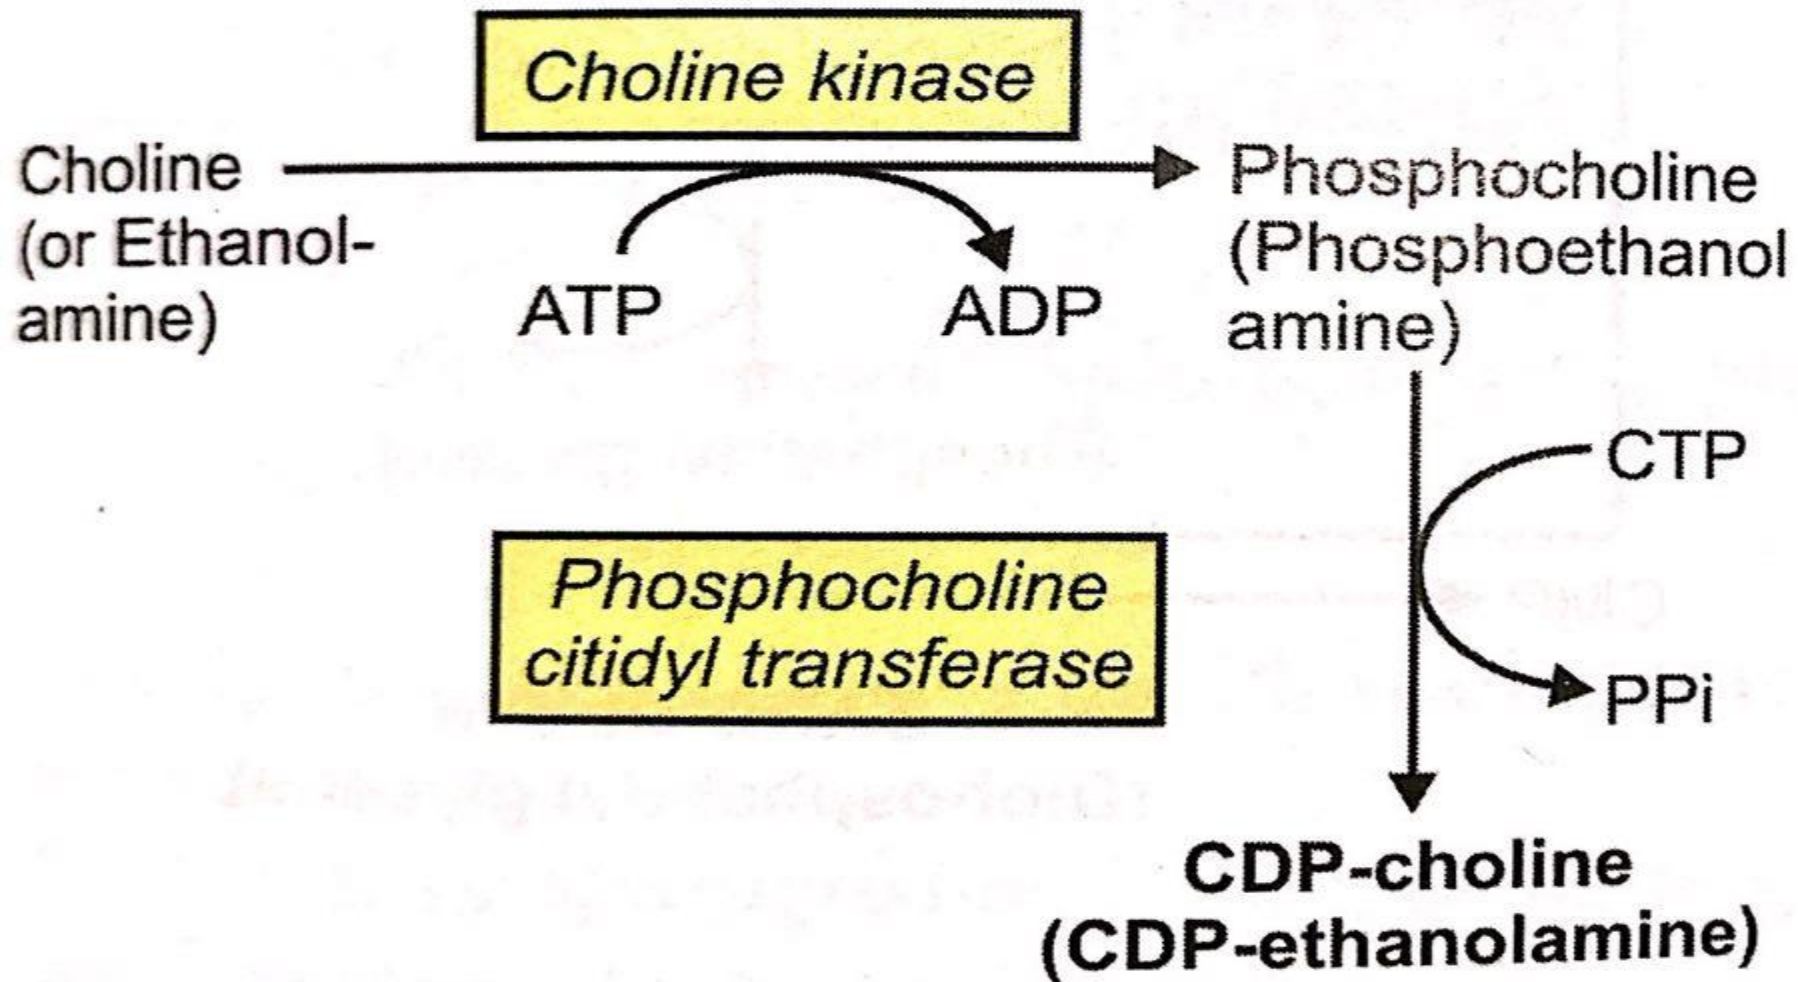 Choline kinase
Choline
(or Ethanol-
amine)
ATP
ADP
Phosphocholine
(Phosphoethanol
amine)
CTP
Phosphocholine
citidyl transferase
PPi
CDP-choline
(CDP-ethanolamine)